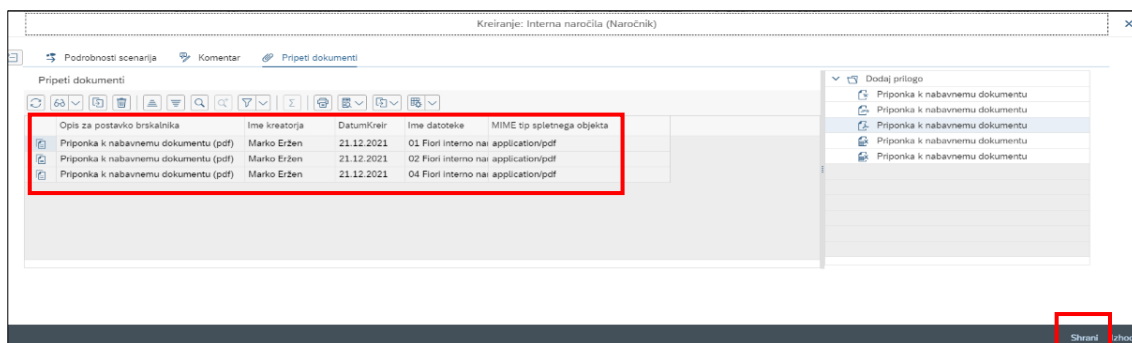 Kreiranje: Interna naročila (Naročnik)
Podrobnosti scenarija Komentar Pripeti dokumenti
Pripeti dokumenti
Dodaj prilogo
Priponka k nabavnemu dokumentu
Priponka k nabavnemu dokumentu
Priponka k nabavnemu dokumentu
Priponka k nabavnemu dokumentu
Priponka k nabavnemu dokumentu
Opis za postavko brskalnika Ime kreatorja DatumKreir Ime datoteke MIME tip spletnega objekta
Priponka k nabavnemu dokumentu (pdf) Marko Eržen 21.12.2021 01 Fiori interno application/pdf
Priponka k nabavnemu dokumentu (pdf) Marko Eržen 21.12.2021 02 Fiori interno application/pdf
Priponka k nabavnemu dokumentu (pdf) Marko Eržen 21.12.2021 04 Fiori interno application/pdf
Shrani